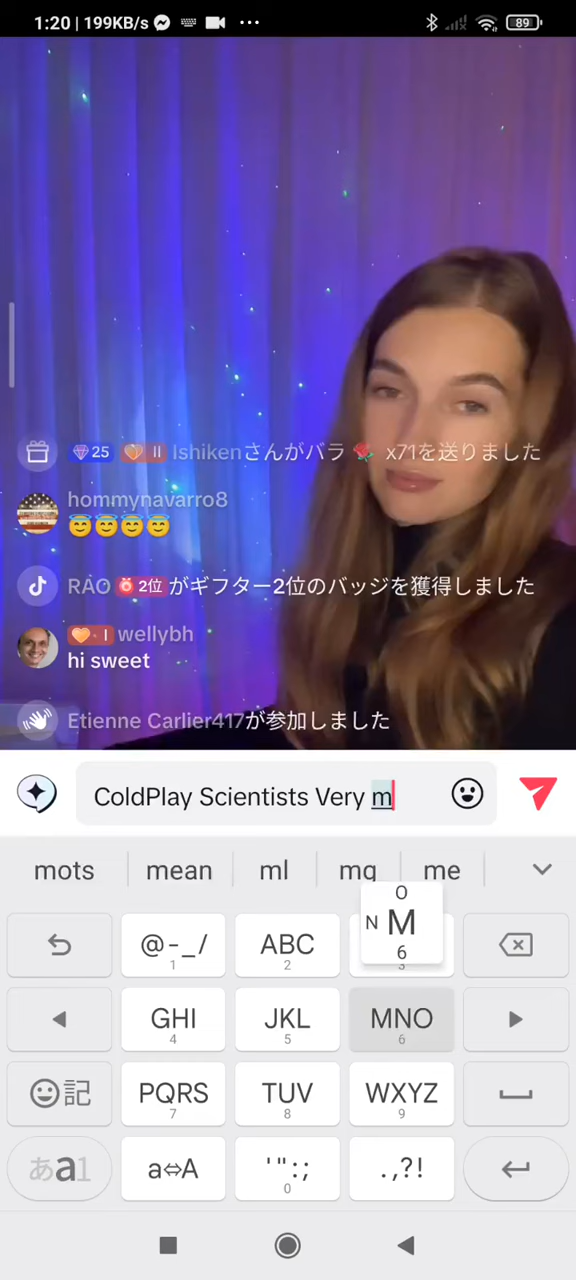 1:20 | 199KB/s
89
25 II Ishikenさんがバラ🌹 x71を送りました
hommynavarro8
😇😇😇😇
RÁO 2位 がギフター2位のバッジを獲得しました
I wellybh
hi sweet
Etienne Carlier417が参加しました
ColdPlay Scientists Very m
mots mean ml mg me
O
N M
6
@-_/ 1
ABC 2
3
GHI 4
JKL 5
MNO 6
PQRS 7
TUV 8
WXYZ 9
記
あa1
a⇔A
'":; 0
.,?!